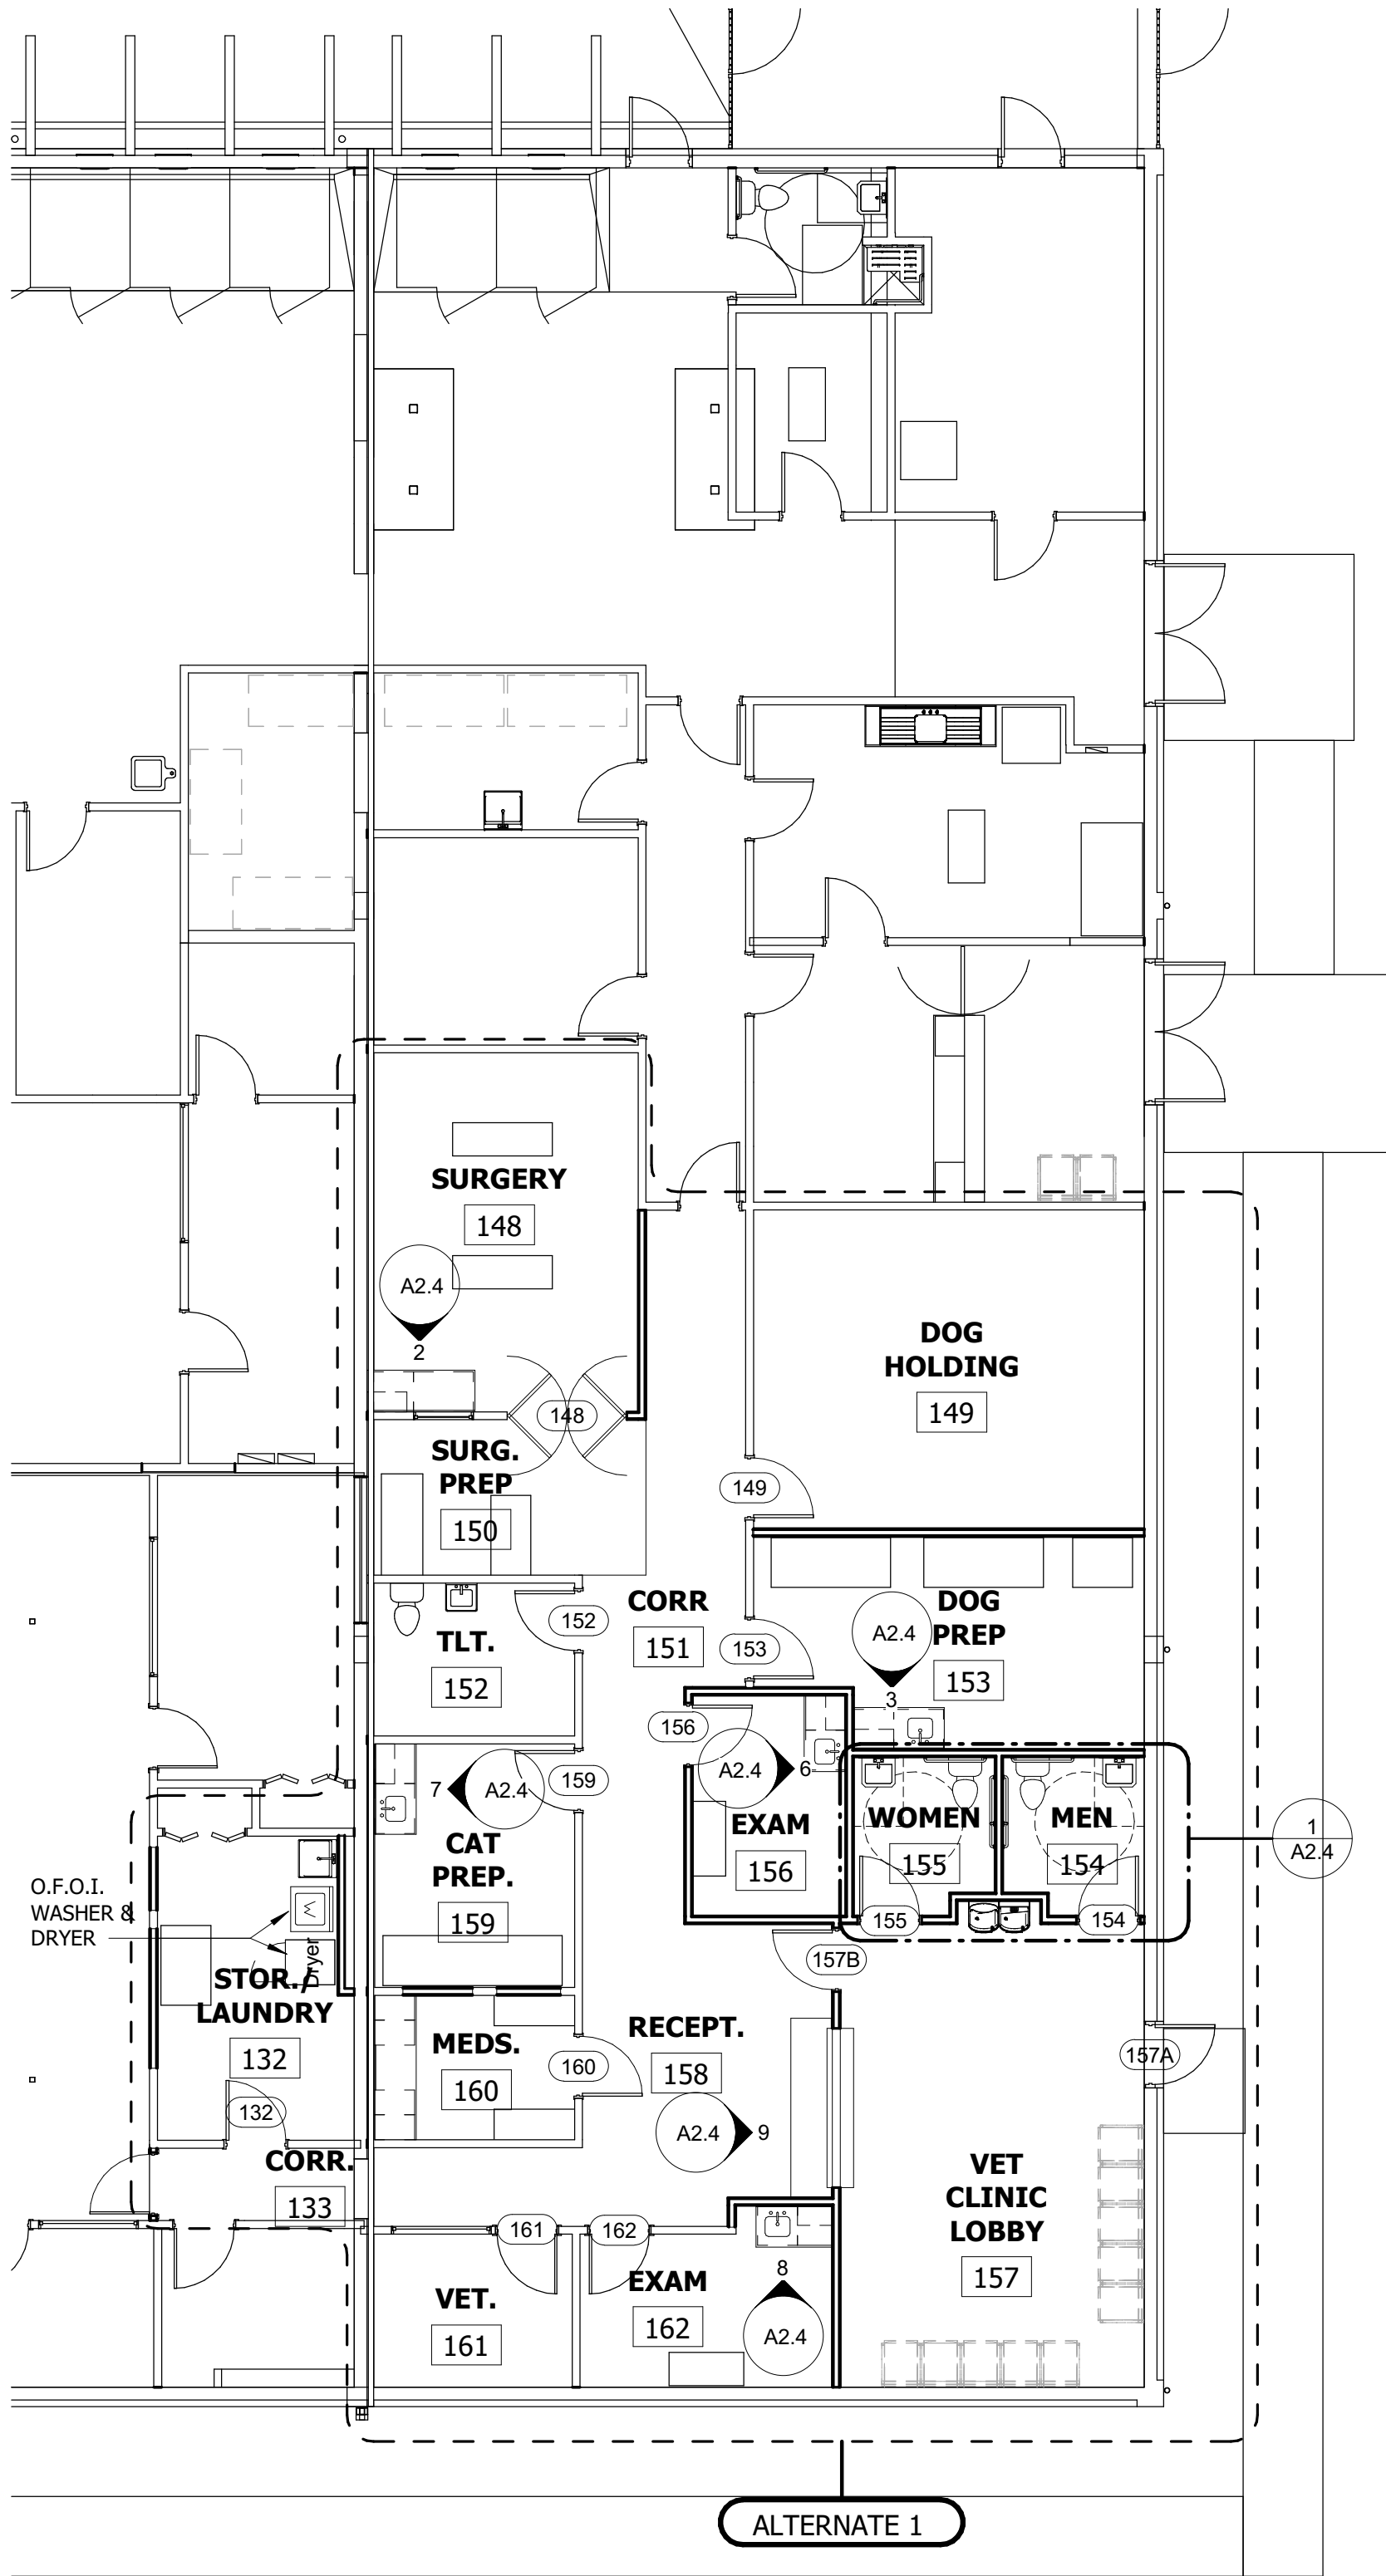 SURGERY
148
A2.4
2
148
DOG
HOLDING
149
SURG.
PREP
150
149
CORR
151
152
153
TLT.
152
DOG
PREP
153
A2.4
3
156
A2.4
6
7
A2.4
159
CAT
PREP.
159
EXAM
156
WOMEN
155
MEN
154
1
A2.4
155
154
O.F.O.I.
WASHER &
DRYER
W
Dryer
STOR./
LAUNDRY
132
132
157B
RECEPT.
158
MEDS.
160
160
157A
A2.4
9
CORR.
133
VET
CLINIC
LOBBY
157
161
162
VET.
161
EXAM
162
8
A2.4
ALTERNATE 1